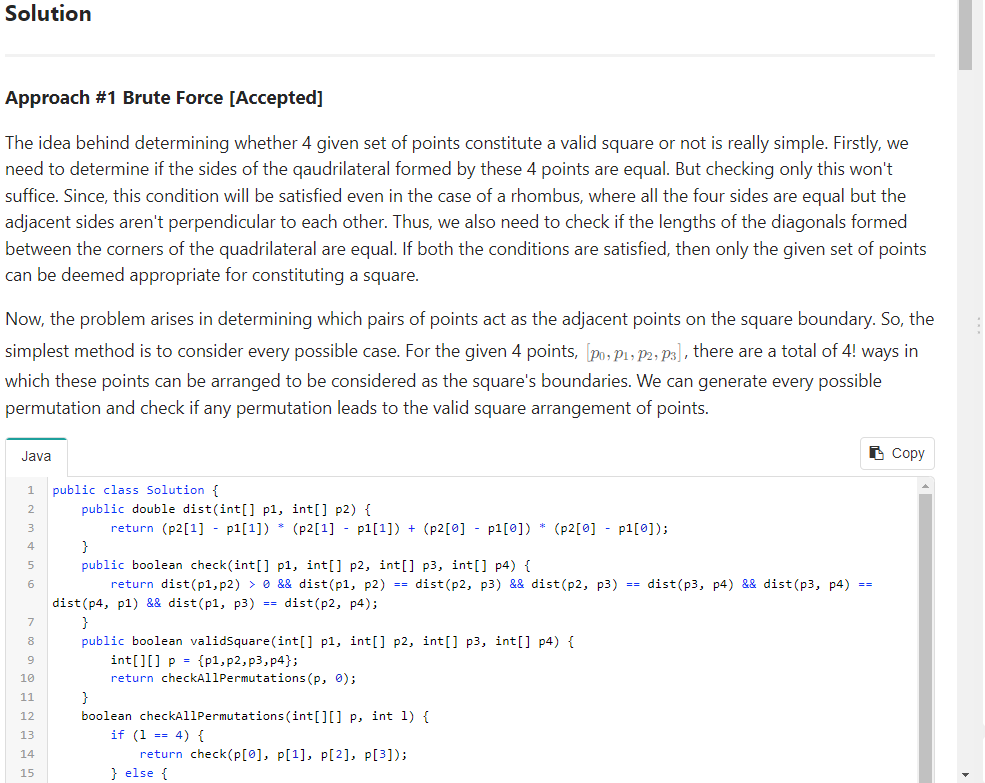 Solution
Approach #1 Brute Force [Accepted]
The idea behind determining whether 4 given set of points constitute a valid square or not is really simple. Firstly, we
need to determine if the sides of the qaudrilateral formed by these 4 points are equal. But checking only this won't
suffice. Since, this condition will be satisfied even in the case of a rhombus, where all the four sides are equal but the
adjacent sides aren't perpendicular to each other. Thus, we also need to check if the lengths of the diagonals formed
between the corners of the quadrilateral are equal. If both the conditions are satisfied, then only the given set of points
can be deemed appropriate for constituting a square.
Now, the problem arises in determining which pairs of points act as the adjacent points on the square boundary. So, the
simplest method is to consider every possible case. For the given 4 points, [p₀, p₁, p₂, p₃], there are a total of 4! ways in
which these points can be arranged to be considered as the square's boundaries. We can generate every possible
permutation and check if any permutation leads to the valid square arrangement of points.
Java
Copy
1 public class Solution {
2 public double dist(int[] p1, int[] p2) {
3 return (p2[1] - p1[1]) * (p2[1] - p1[1]) + (p2[0] - p1[0]) * (p2[0] - p1[0]);
4 }
5 public boolean check(int[] p1, int[] p2, int[] p3, int[] p4) {
6 return dist(p1,p2) > 0 && dist(p1, p2) == dist(p2, p3) && dist(p2, p3) == dist(p3, p4) && dist(p3, p4) ==
dist(p4, p1) && dist(p1, p3) == dist(p2, p4);
7 }
8 public boolean validSquare(int[] p1, int[] p2, int[] p3, int[] p4) {
9 int[][] p = {p1,p2,p3,p4};
10 return checkAllPermutations(p, 0);
11 }
12 boolean checkAllPermutations(int[][] p, int l) {
13 if (l == 4) {
14 return check(p[0], p[1], p[2], p[3]);
15 } else {